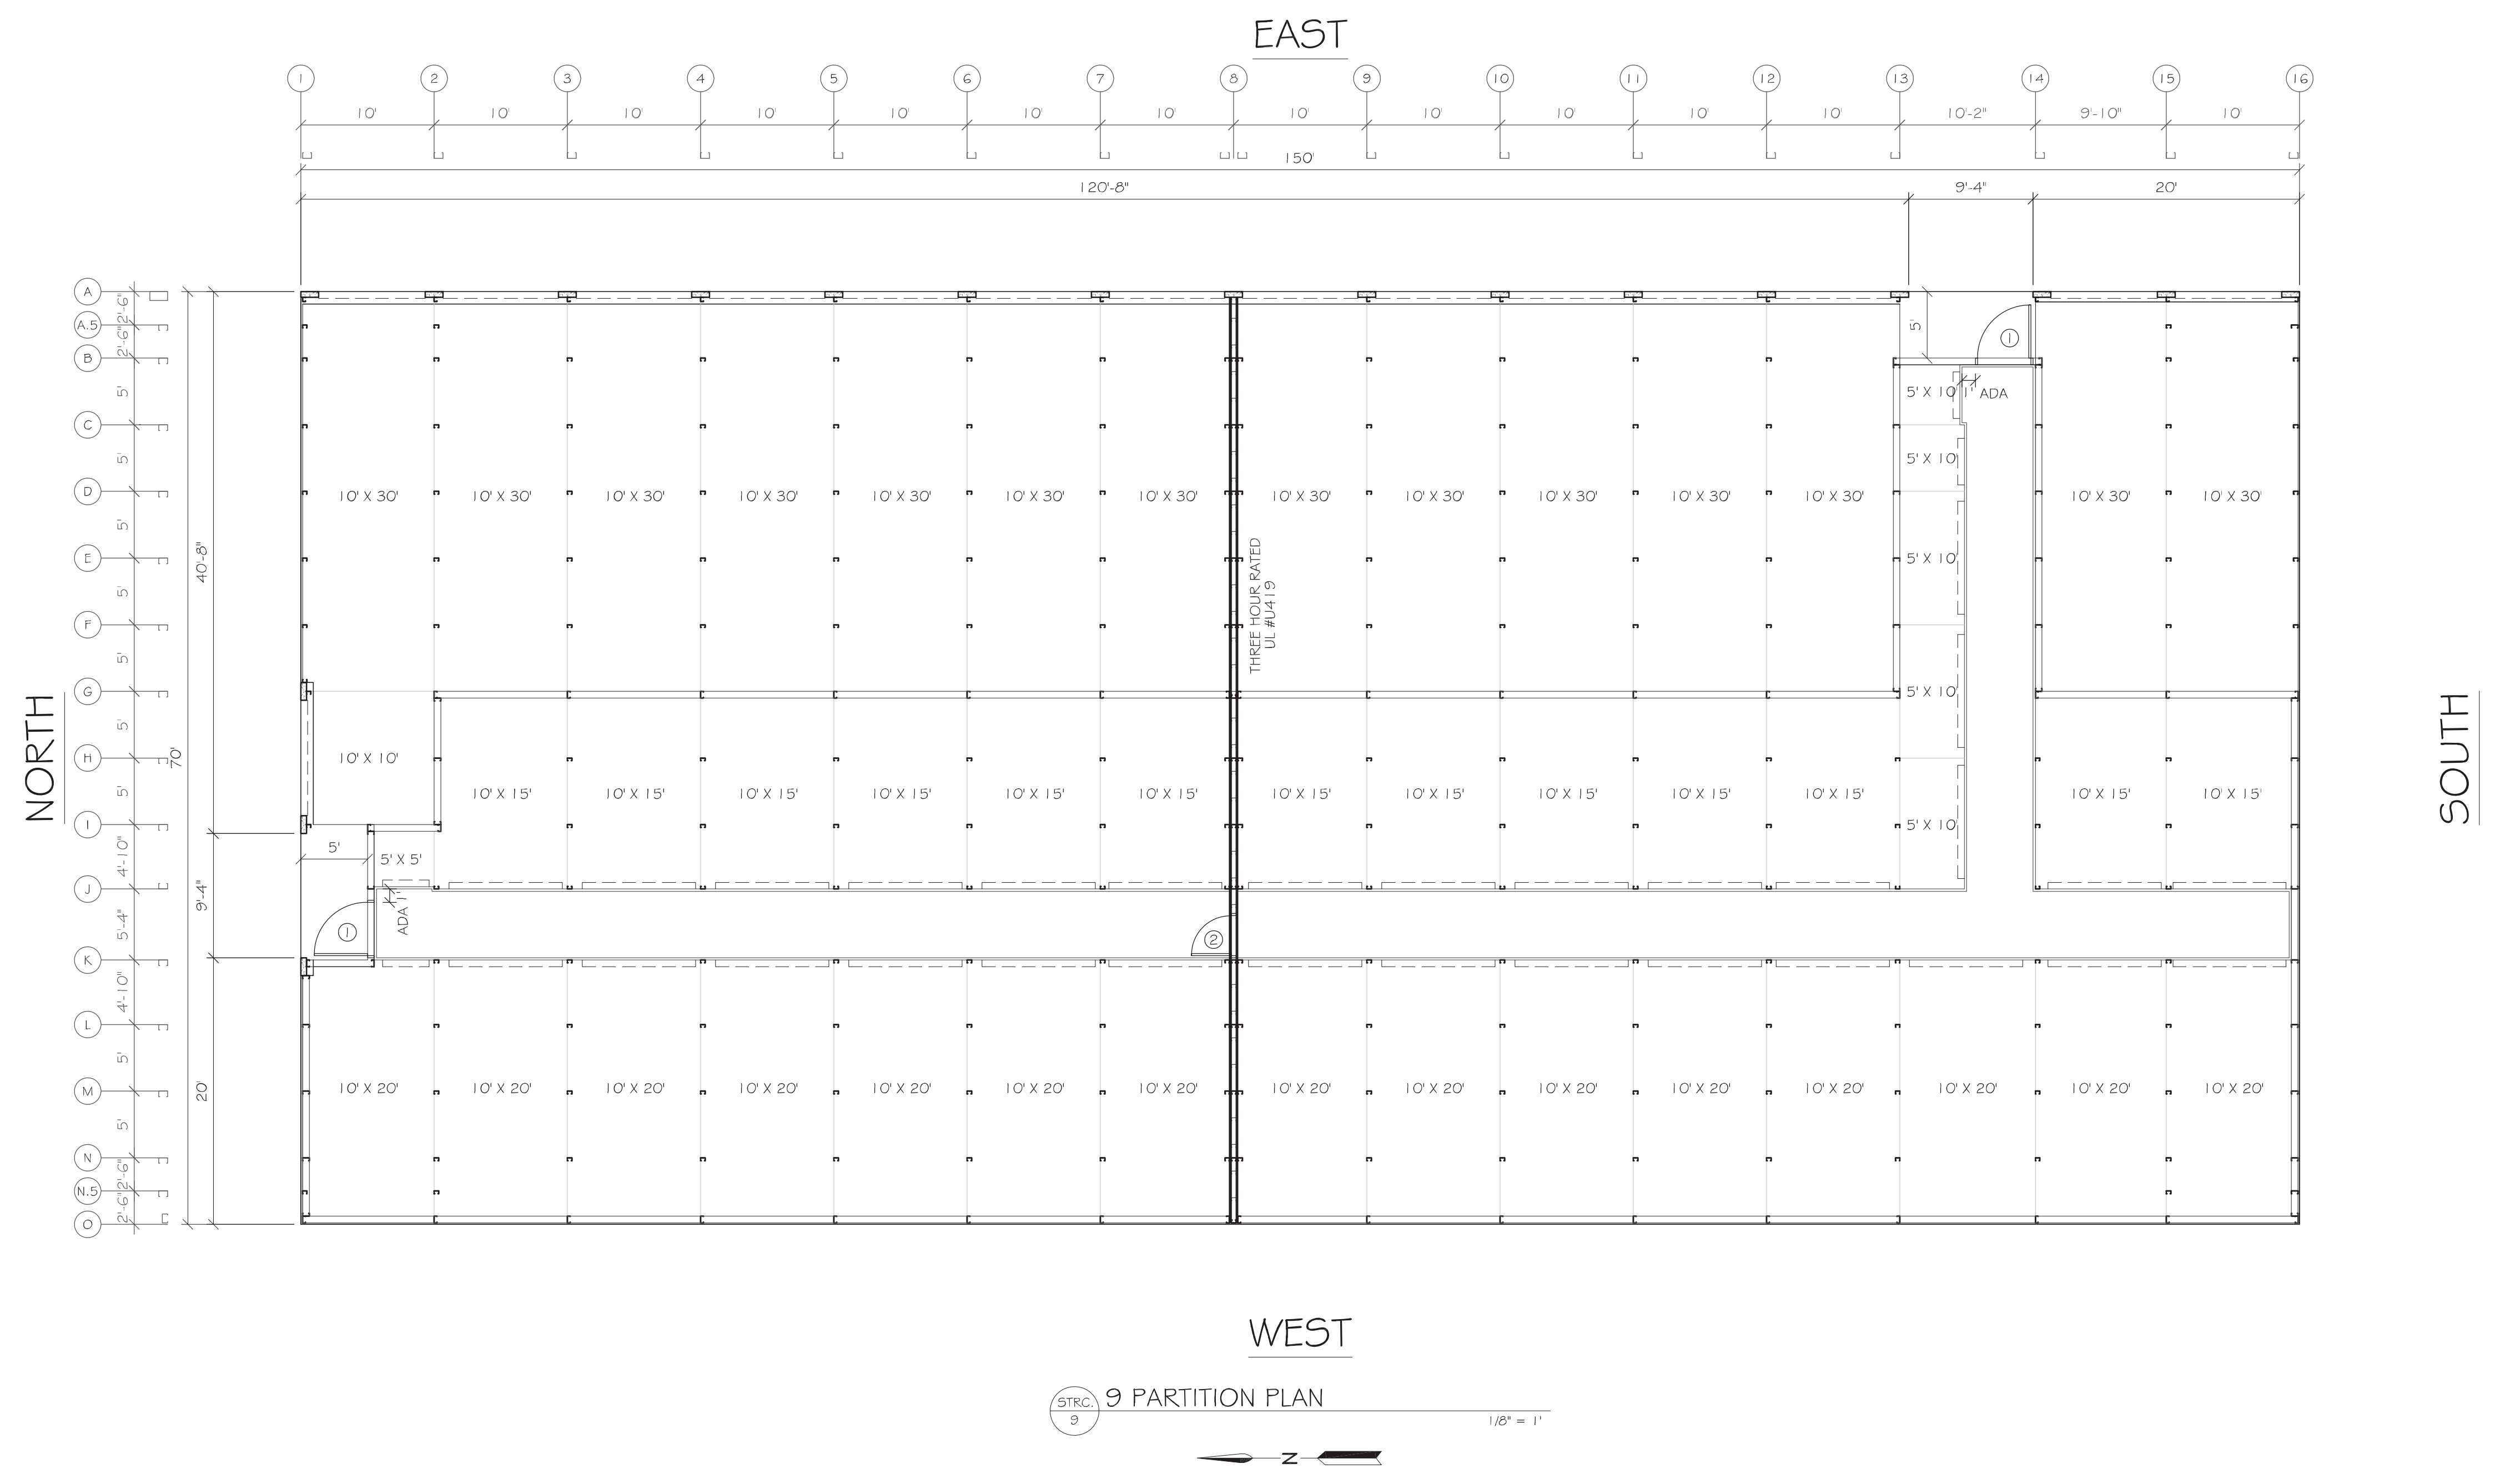 EAST
1 2 3 4 5 6 7 8 9 10 11 12 13 14 15 16
10' 10' 10' 10' 10' 10' 10' 10' 10' 10' 10' 10' 10'-2" 9'-10" 10'
150'
120'-8" 9'-4" 20'
NORTH
A
2'-6"
A.5
2'-6"
B
5'
C
5'
D
5'
E
5'
F
5'
G
5'
H
5'
I
4'-10"
J
5'-4"
K
4'-10"
L
5'
M
5'
N
2'-6"
N.5
2'-6"
O
70'
40'-8"
9'-4"
20'
5'
1
5' X 10'
1' ADA
5' X 10'
10' X 30' 10' X 30' 10' X 30' 10' X 30' 10' X 30' 10' X 30' 10' X 30' 10' X 30' 10' X 30' 10' X 30' 10' X 30' 10' X 30' 10' X 30' 10' X 30'
5' X 10'
THREE HOUR RATED
UL #U419
5' X 10'
10' X 10'
10' X 15' 10' X 15' 10' X 15' 10' X 15' 10' X 15' 10' X 15' 10' X 15' 10' X 15' 10' X 15' 10' X 15' 10' X 15' 10' X 15' 10' X 15'
5' X 10'
5'
5' X 5'
ADA 1'
1
2
10' X 20' 10' X 20' 10' X 20' 10' X 20' 10' X 20' 10' X 20' 10' X 20' 10' X 20' 10' X 20' 10' X 20' 10' X 20' 10' X 20' 10' X 20' 10' X 20' 10' X 20'
SOUTH
WEST
STRC.
9
9 PARTITION PLAN
1/8" = 1'
N